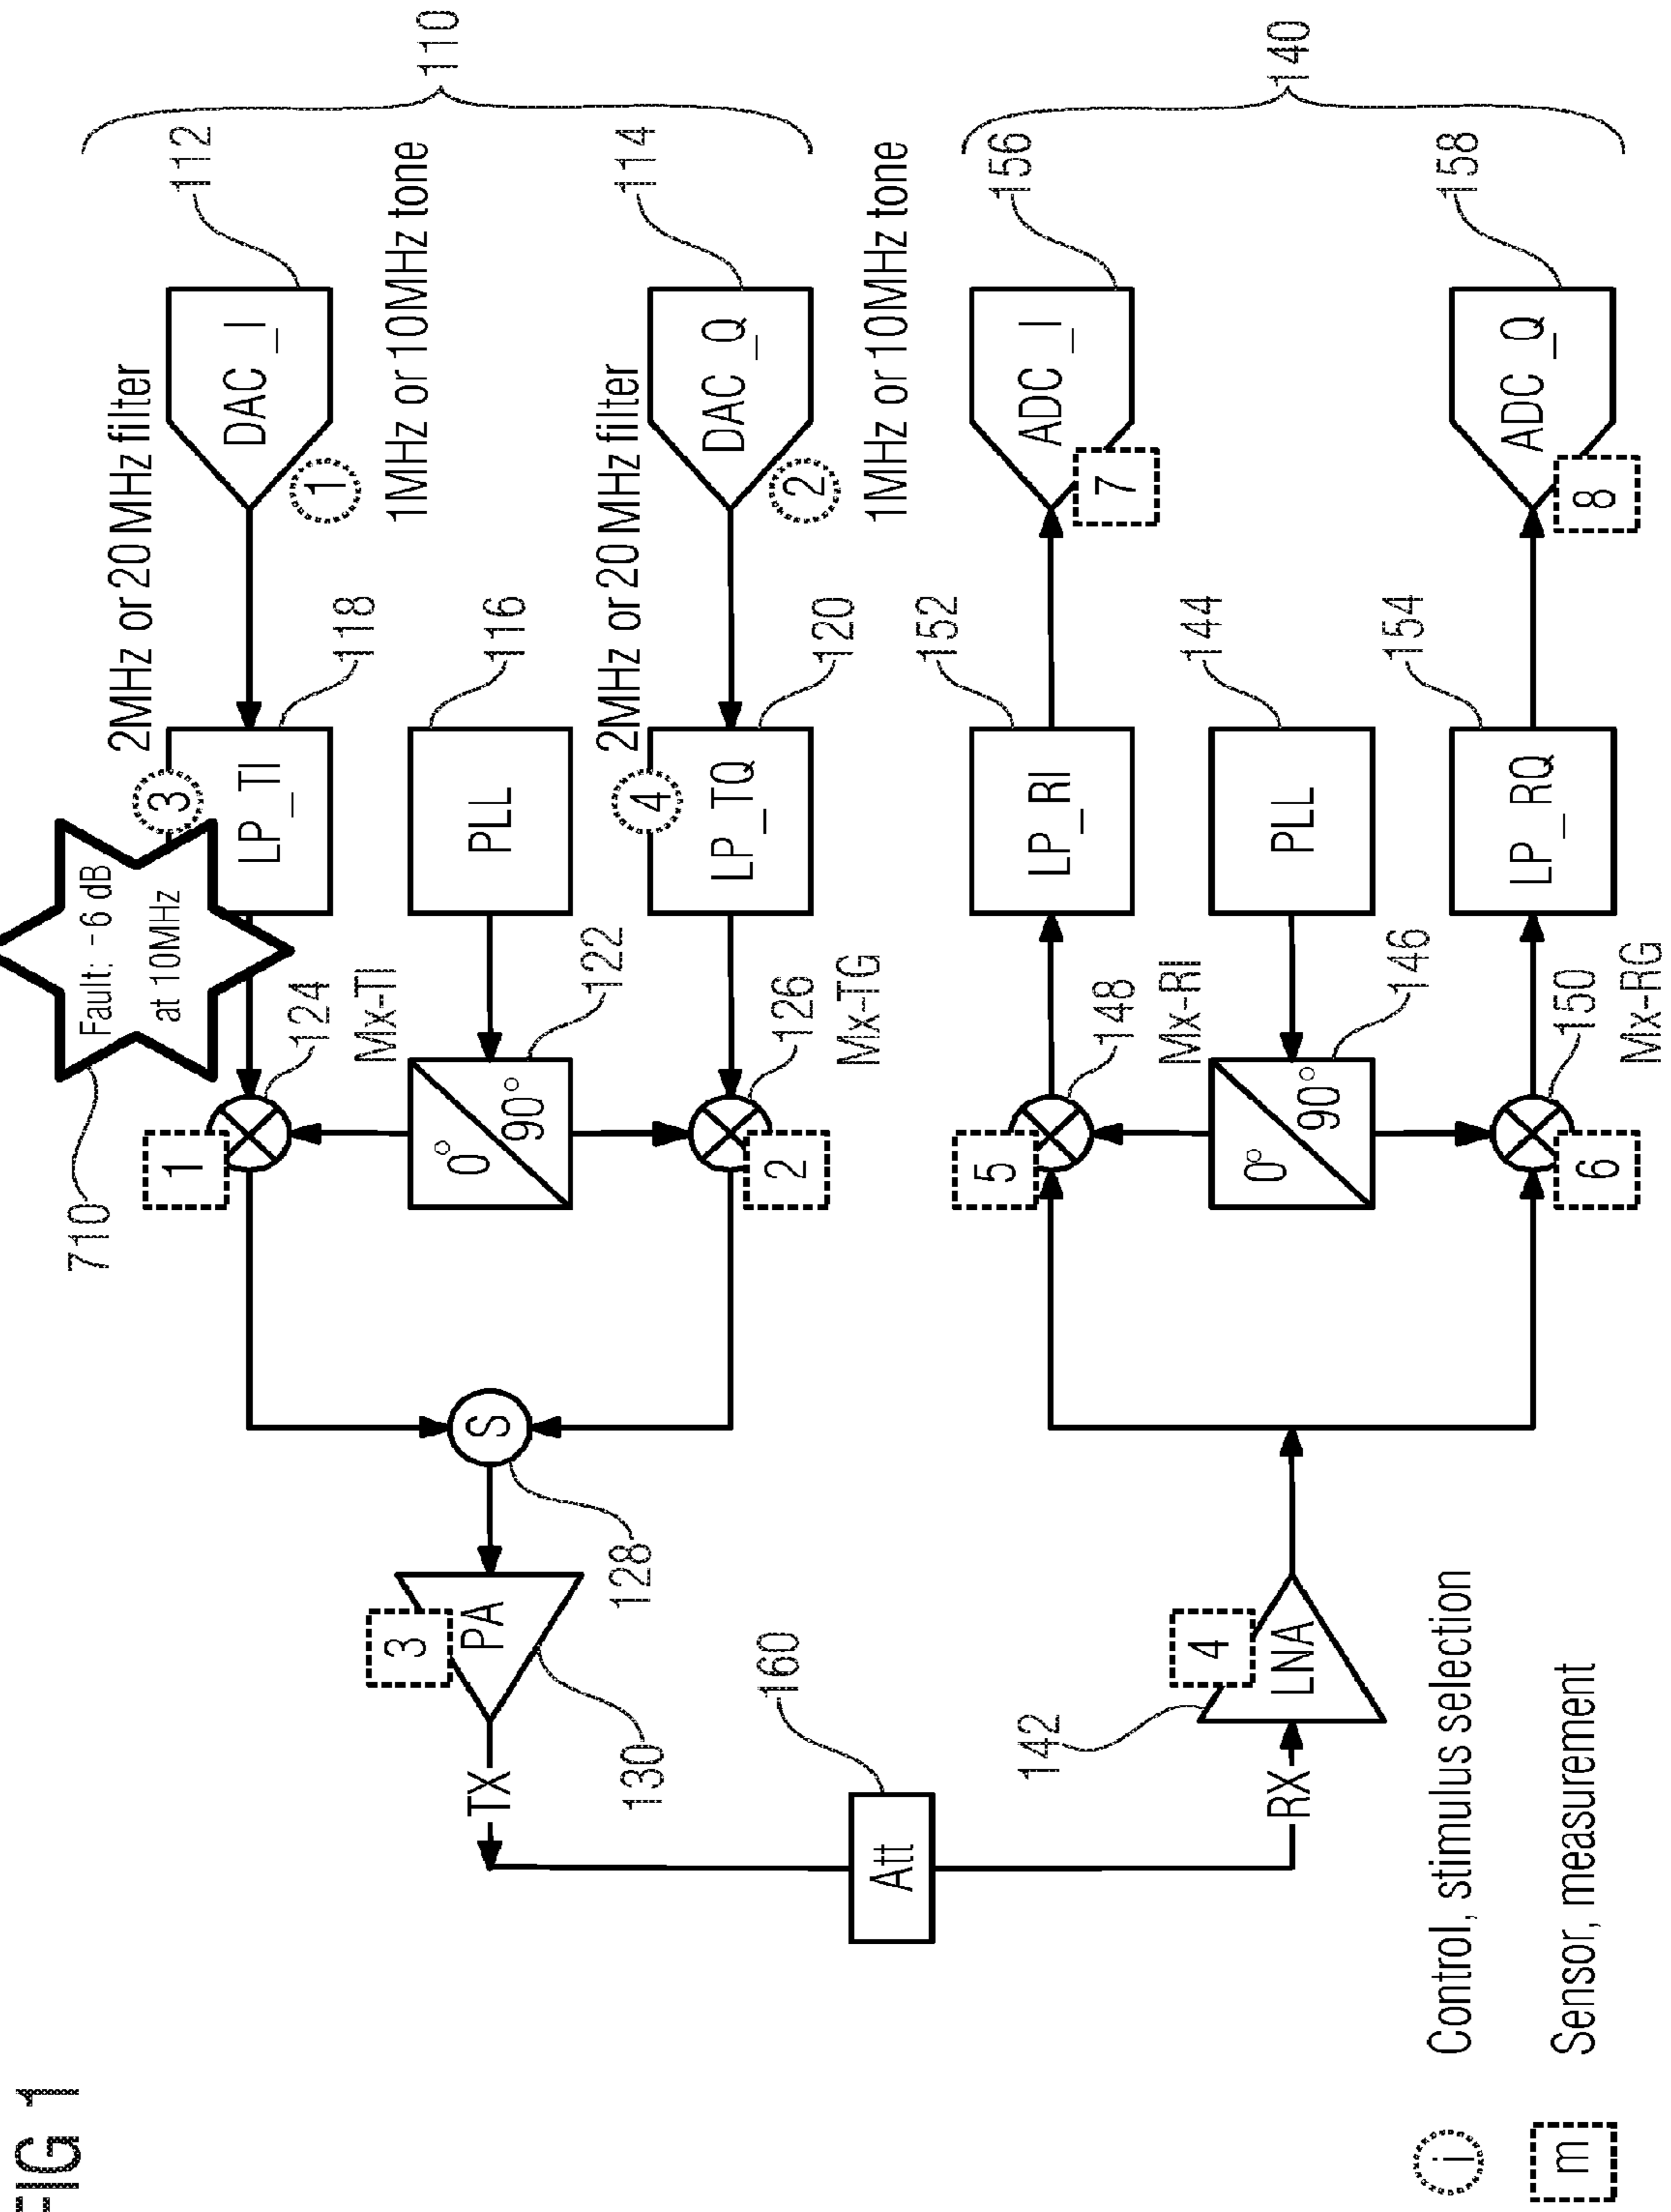 FIG 1
710
Fault: -6 dB
at 10MHz
2MHz or 20MHz filter
1
3
LP_TI
DAC_I
112
124
118
1
Mx-TI
1MHz or 10MHz tone
3
PA
TX
S
0°
90°
PLL
116
110
130
128
122
2MHz or 20MHz filter
4
LP_TQ
DAC_Q
114
160
2
126
120
2
Mx-TG
1MHz or 10MHz tone
Att
142
5
152
156
LP_RI
ADC_I
148
7
Mx-RI
4
LNA
RX
0°
90°
PLL
144
140
146
154
158
i
Control, stimulus selection
LP_RQ
ADC_Q
m
Sensor, measurement
6
150
8
Mx-RG